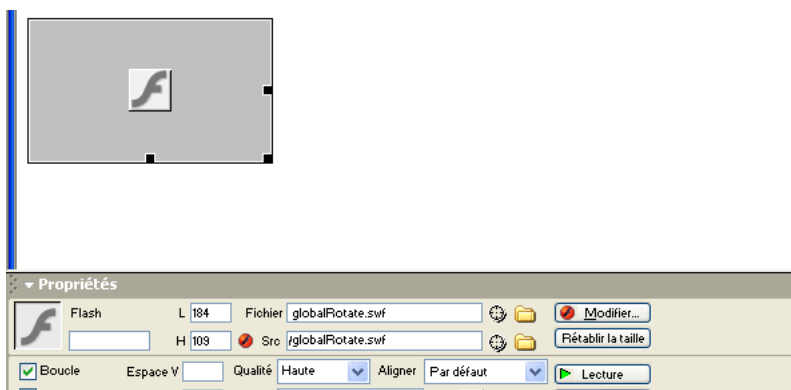 Propriétés
Flash L 184 Fichier globalRotate.swf Modifier...
H 109 Src /globalRotate.swf Rétablir la taille
Boucle Espace V Qualité Haute Aligner Par défaut Lecture